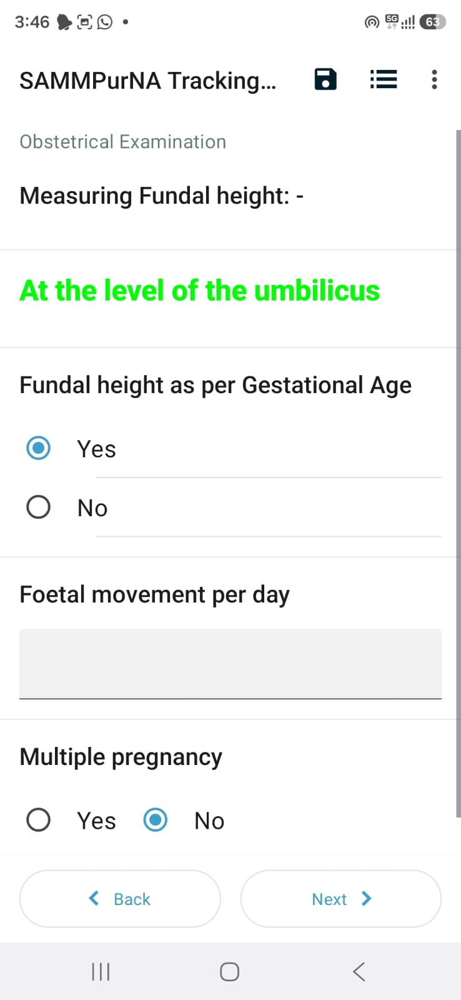 3:46
5G
63
SAMMPurNA Tracking...
Obstetrical Examination
Measuring Fundal height: -
At the level of the umbilicus
Fundal height as per Gestational Age
Yes
No
Foetal movement per day
Multiple pregnancy
Yes No
Back Next